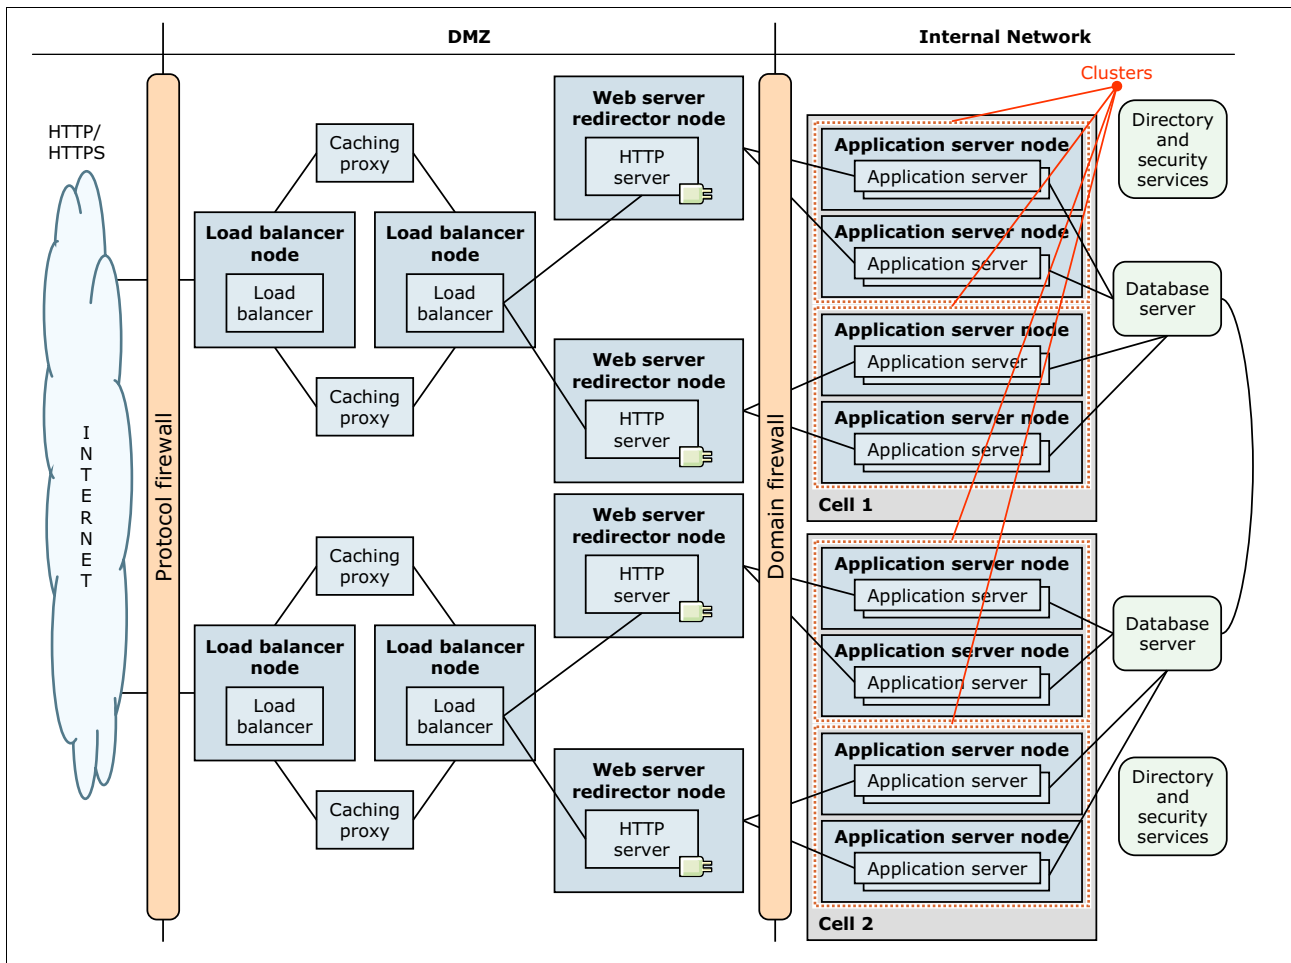 DMZ
Internal Network
Clusters
HTTP/
HTTPS
I
N
T
E
R
N
E
T
Protocol firewall
Caching
proxy
Load balancer
node
Load
balancer
Load balancer
node
Load
balancer
Caching
proxy
Web server
redirector node
HTTP
server
Web server
redirector node
HTTP
server
Caching
proxy
Load balancer
node
Load
balancer
Load balancer
node
Load
balancer
Caching
proxy
Web server
redirector node
HTTP
server
Web server
redirector node
HTTP
server
Domain firewall
Application server node
Application server
Application server node
Application server
Application server node
Application server
Application server node
Application server
Cell 1
Application server node
Application server
Application server node
Application server
Application server node
Application server
Application server node
Application server
Cell 2
Directory
and
security
services
Database
server
Database
server
Directory
and
security
services